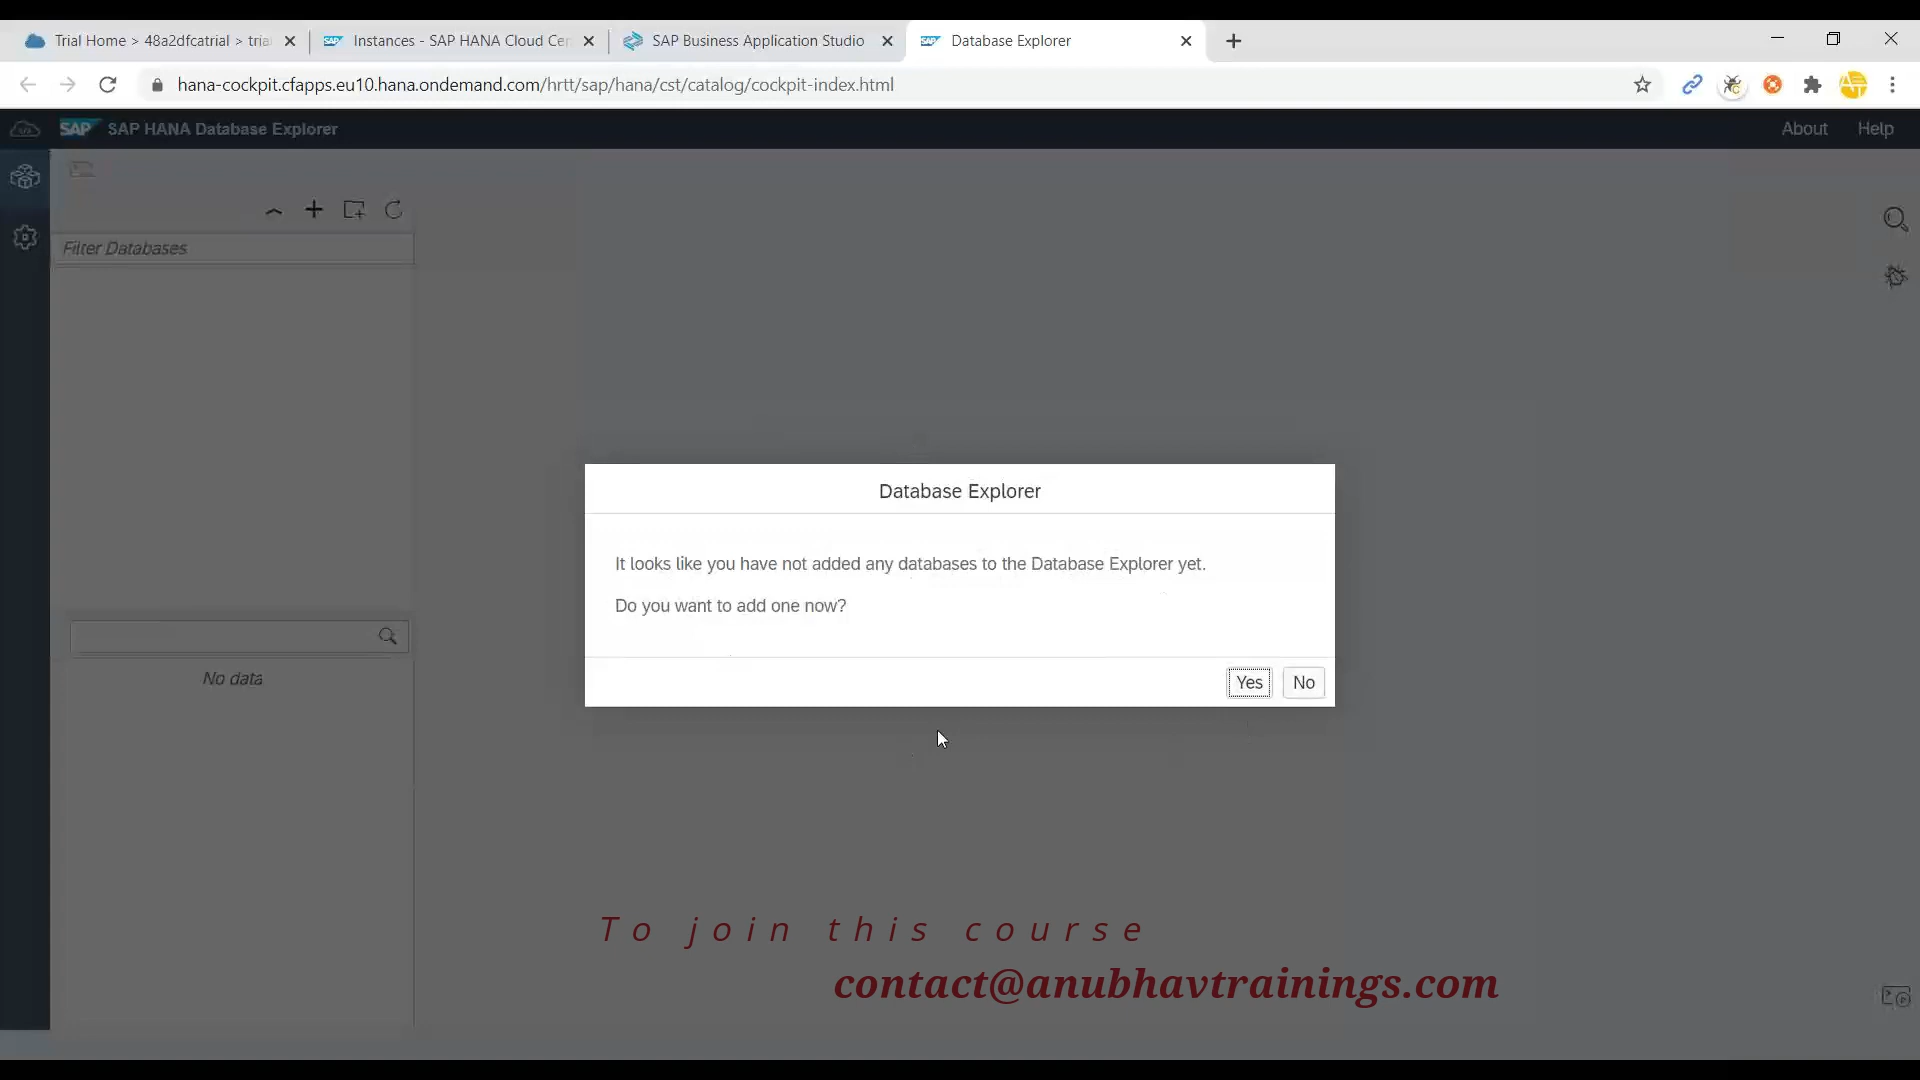 Trial Home > 48a2dfcatrial > tria
Instances - SAP HANA Cloud Cen
SAP Business Application Studio
Database Explorer
hana-cockpit.cfapps.eu10.hana.ondemand.com/hrtt/sap/hana/cst/catalog/cockpit-index.html
SAP SAP HANA Database Explorer
About Help
Filter Databases
No data
Database Explorer
It looks like you have not added any databases to the Database Explorer yet.
Do you want to add one now?
Yes No
To join this course
contact@anubhavtrainings.com